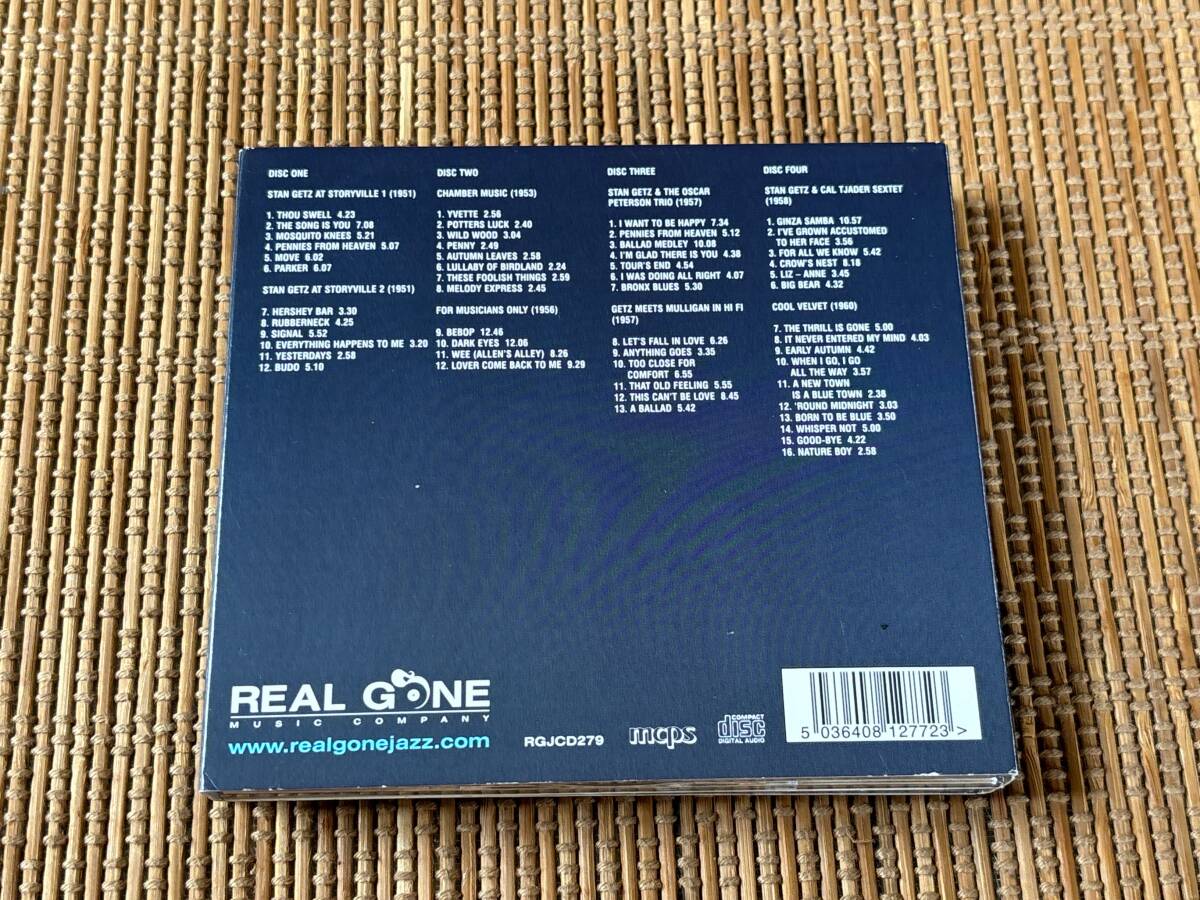 DISC ONE
STAN GETZ AT STORYVILLE 1 (1951)
1. THOU SWELL 4.23
2. THE SONG IS YOU 7.08
3. MOSQUITO KNEES 5.21
4. PENNIES FROM HEAVEN 5.07
5. MOVE 6.02
6. PARKER 6.07
STAN GETZ AT STORYVILLE 2 (1951)
7. HERSHEY BAR 3.30
8. RUBBERNECK 4.25
9. SIGNAL 5.52
10. EVERYTHING HAPPENS TO ME 3.20
11. YESTERDAYS 2.58
12. BUDO 5.10
DISC TWO
CHAMBER MUSIC (1953)
1. YVETTE 2.56
2. POTTERS LUCK 2.40
3. WILD WOOD 3.04
4. PENNY 2.49
5. AUTUMN LEAVES 2.58
6. LULLABY OF BIRDLAND 2.24
7. THESE FOOLISH THINGS 2.59
8. MELODY EXPRESS 2.45
FOR MUSICIANS ONLY (1956)
9. BEBOP 12.46
10. DARK EYES 12.06
11. WEE (ALLEN'S ALLEY) 8.26
12. LOVER COME BACK TO ME 9.29
DISC THREE
STAN GETZ & THE OSCAR
PETERSON TRIO (1957)
1. I WANT TO BE HAPPY 7.34
2. PENNIES FROM HEAVEN 5.12
3. BALLAD MEDLEY 10.08
4. I'M GLAD THERE IS YOU 4.38
5. TOUR'S END 4.54
6. I WAS DOING ALL RIGHT 4.07
7. BRONX BLUES 5.30
GETZ MEETS MULLIGAN IN HI FI
(1957)
8. LET'S FALL IN LOVE 6.26
9. ANYTHING GOES 3.35
10. TOO CLOSE FOR
COMFORT 6.55
11. THAT OLD FEELING 5.55
12. THIS CAN'T BE LOVE 8.45
13. A BALLAD 5.42
DISC FOUR
STAN GETZ & CAL TJADER SEXTET
(1958)
1. GINZA SAMBA 10.57
2. I'VE GROWN ACCUSTOMED
TO HER FACE 3.56
3. FOR ALL WE KNOW 5.42
4. CROW'S NEST 8.18
5. LIZ – ANNE 3.45
6. BIG BEAR 4.32
COOL VELVET (1960)
7. THE THRILL IS GONE 5.00
8. IT NEVER ENTERED MY MIND 4.03
9. EARLY AUTUMN 4.42
10. WHEN I GO, I GO
ALL THE WAY 3.57
11. A NEW TOWN
IS A BLUE TOWN 2.38
12. 'ROUND MIDNIGHT 3.03
13. BORN TO BE BLUE 3.50
14. WHISPER NOT 5.00
15. GOOD-BYE 4.22
16. NATURE BOY 2.58
REAL GONE
MUSIC COMPANY
www.realgonejazz.com
RGJCD279
mcps
COMPACT
disc
DIGITAL AUDIO
5 036408 127723 >